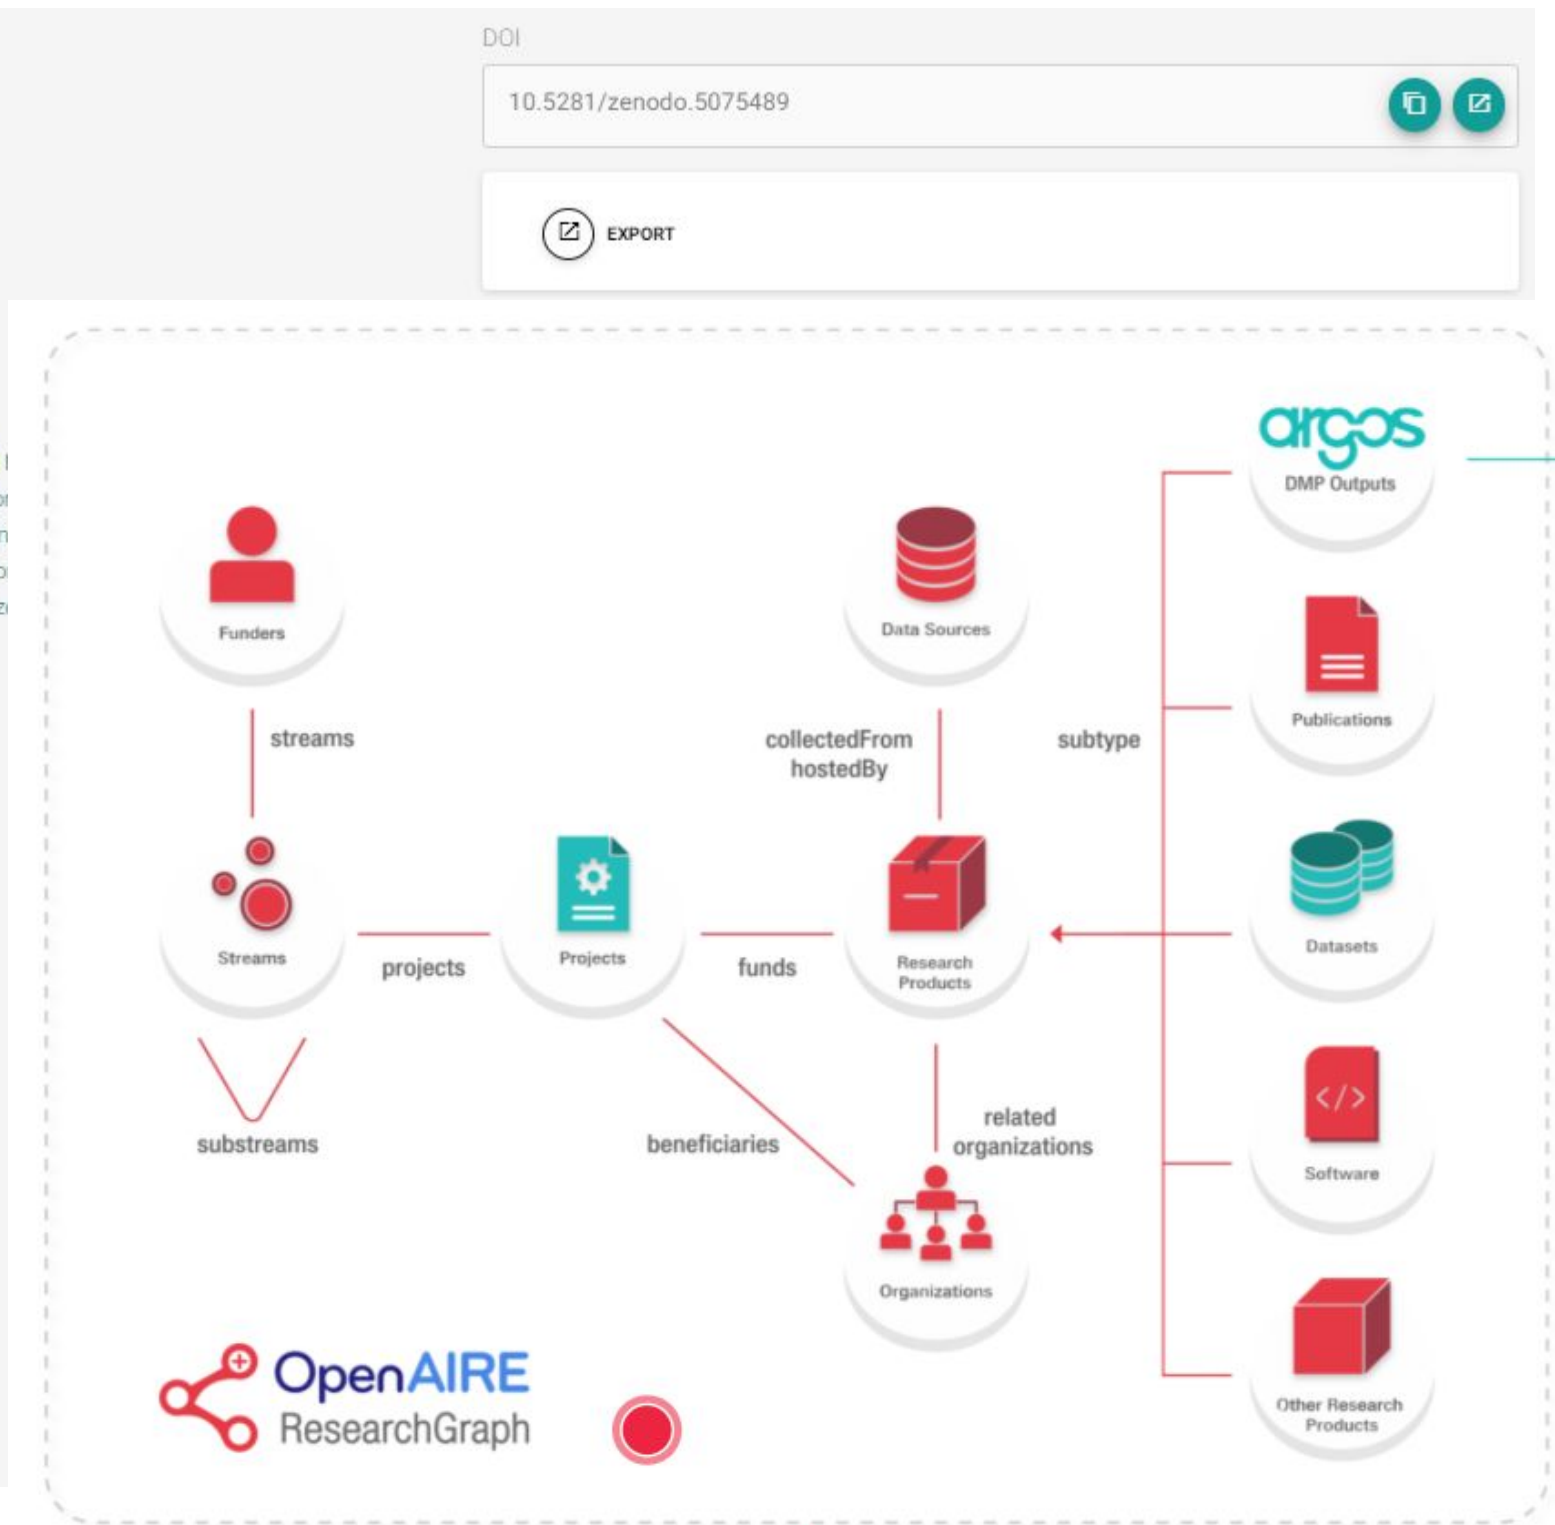 DOI
10.5281/zenodo.5075489
EXPORT
argos
DMP Outputs
Funders
Data Sources
Publications
streams
collectedFrom
hostedBy
subtype
Streams
projects
Projects
funds
Research
Products
Datasets
substreams
beneficiaries
related
organizations
Software
Organizations
OpenAIRE
ResearchGraph
Other Research
Products